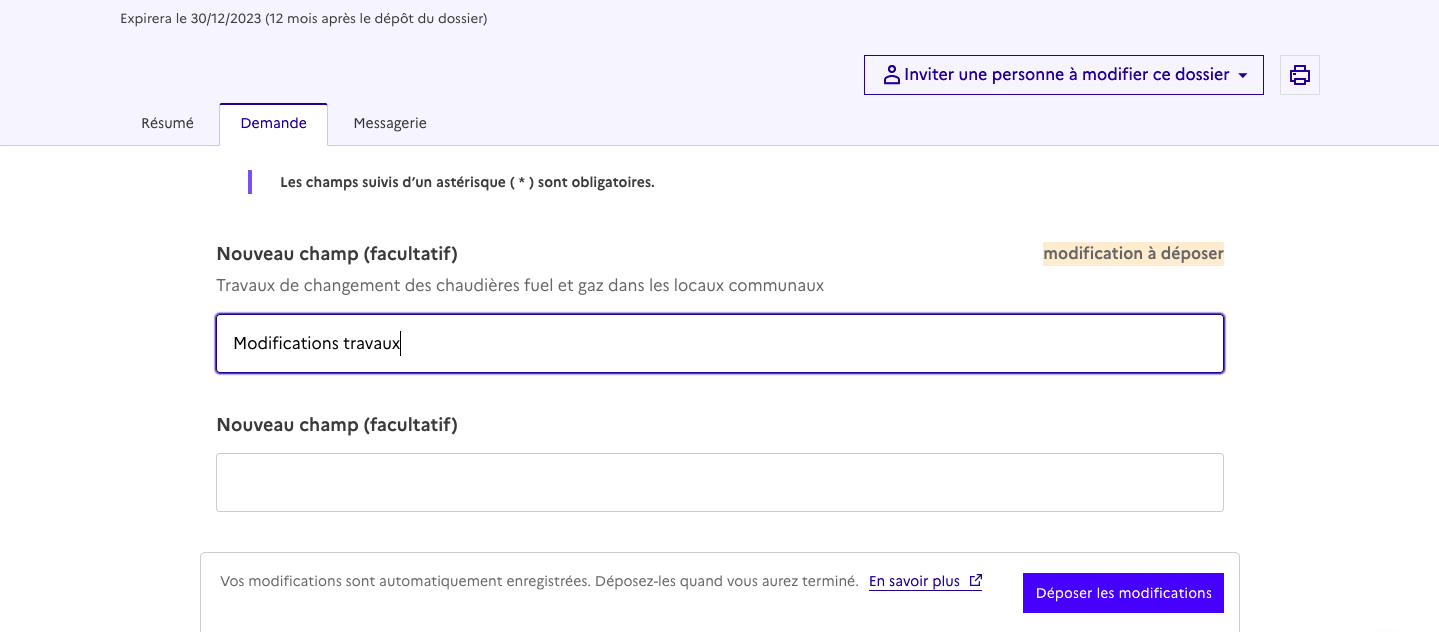 Expirera le 30/12/2023 (12 mois après le dépôt du dossier)
Inviter une personne à modifier ce dossier
Résumé
Demande
Messagerie
Les champs suivis d’un astérisque ( * ) sont obligatoires.
Nouveau champ (facultatif)
modification à déposer
Travaux de changement des chaudières fuel et gaz dans les locaux communaux
Modifications travaux
Nouveau champ (facultatif)
Vos modifications sont automatiquement enregistrées. Déposez-les quand vous aurez terminé. En savoir plus
Déposer les modifications